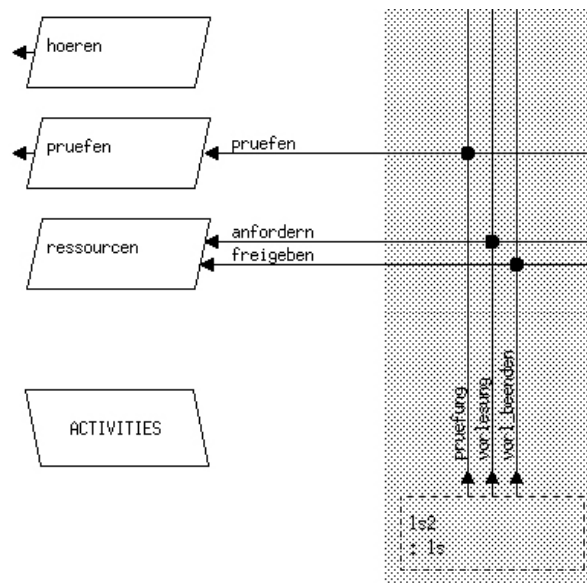 hoeren
pruefen
pruefen
ressourcen
anfordern
freigeben
ACTIVITIES
pruefung
vorlesung
vorl_beenden
ls2
: ls